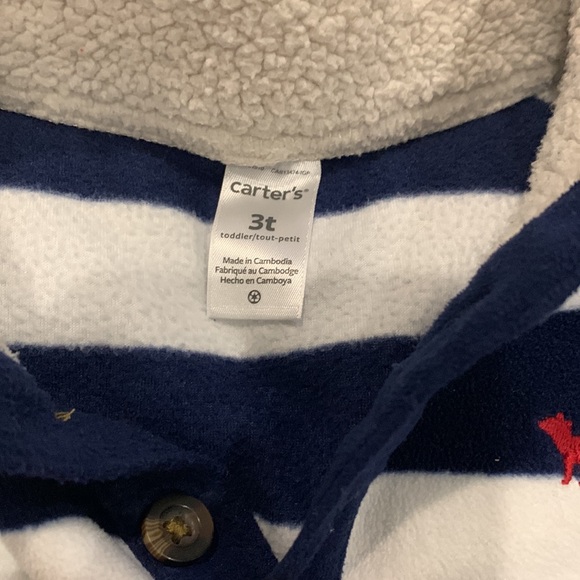 carter's
3t
toddler/tout-petit
Made in Cambodia
Fabriqué au Cambodge
Hecho en Camboya